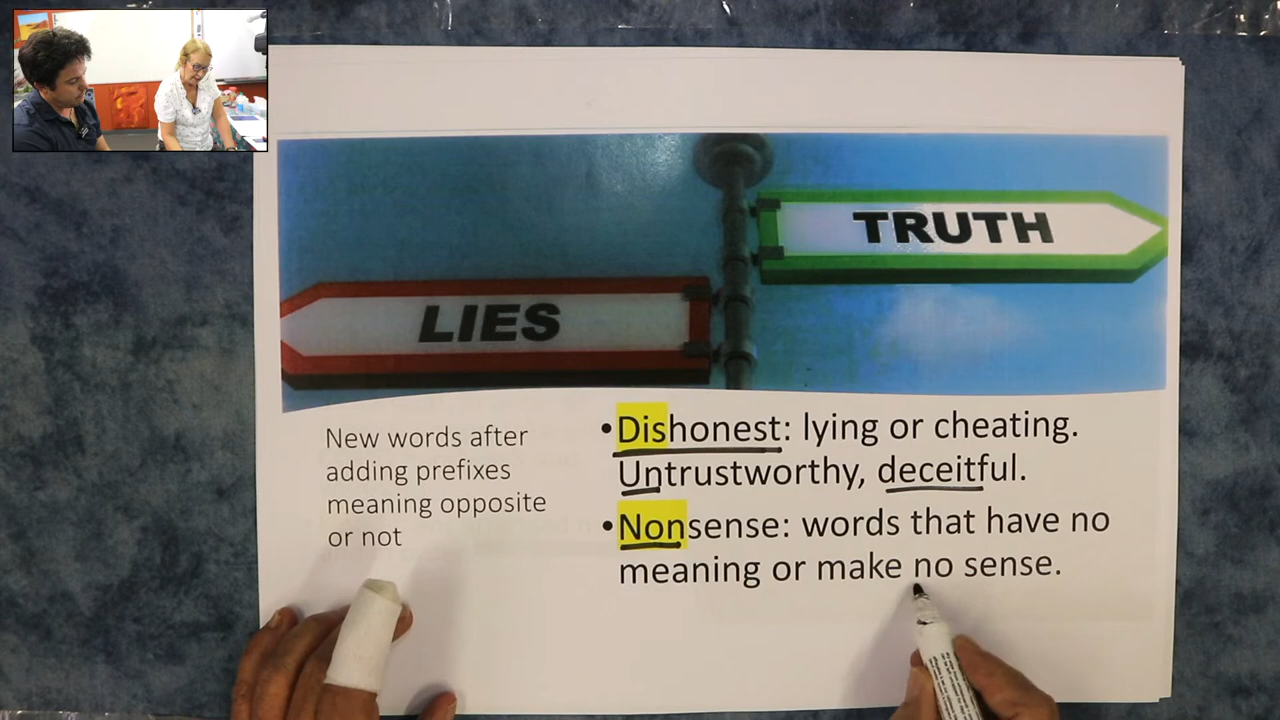 TRUTH
LIES
New words after
adding prefixes
meaning opposite
or not
•Dishonest: lying or cheating.
Untrustworthy, deceitful.
•Nonsense: words that have no
meaning or make no sense.